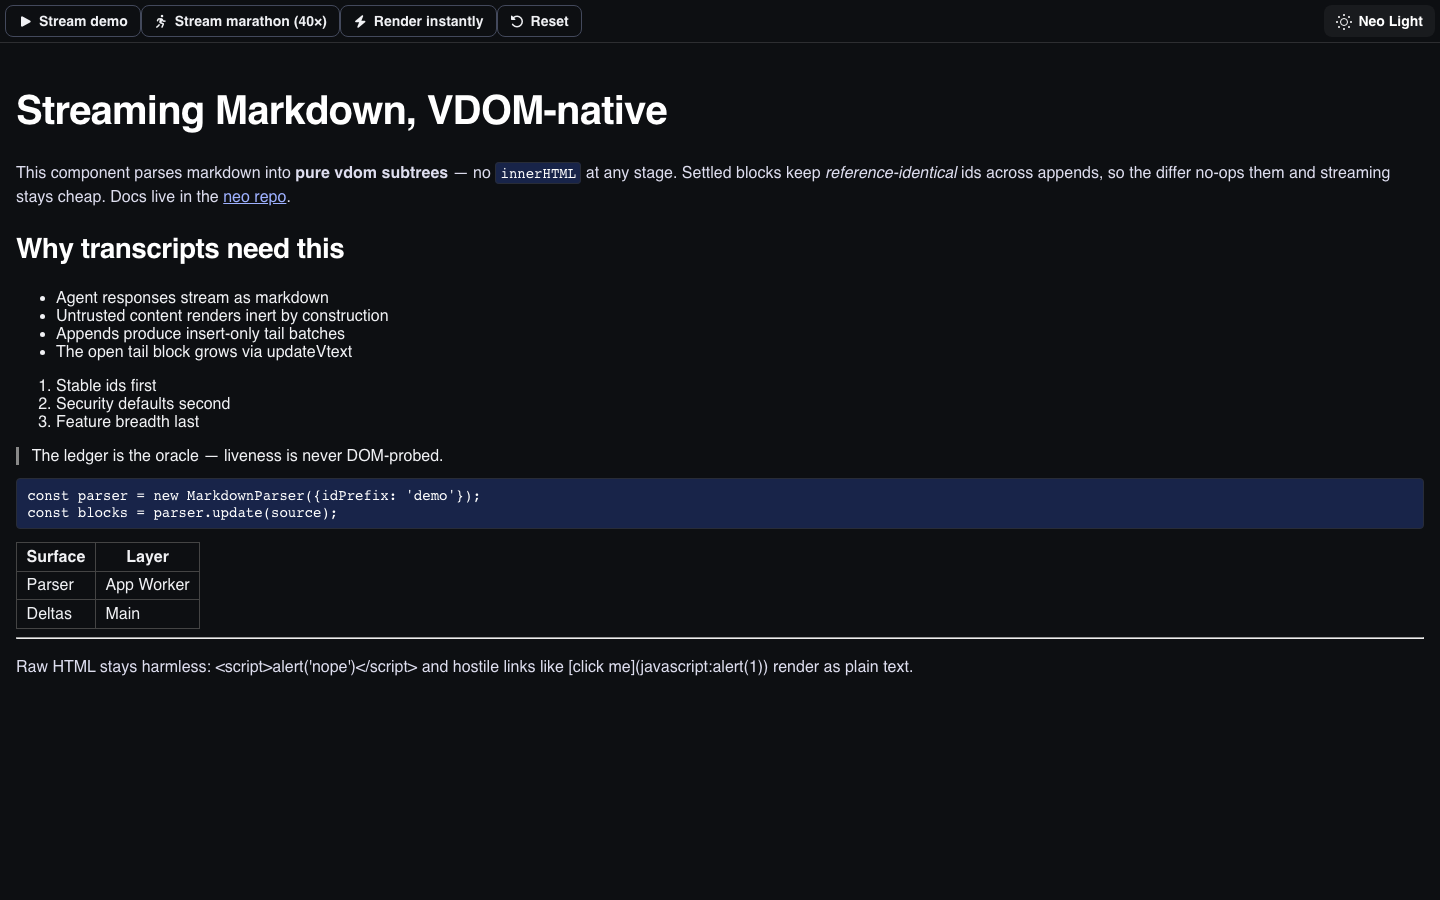 Stream demo
Stream marathon (40×)
Render instantly
Reset
Neo Light
Streaming Markdown, VDOM-native
This component parses markdown into pure vdom subtrees — no innerHTML at any stage. Settled blocks keep reference-identical ids across appends, so the differ no-ops them and streaming
stays cheap. Docs live in the neo repo.
Why transcripts need this
• Agent responses stream as markdown
• Untrusted content renders inert by construction
• Appends produce insert-only tail batches
• The open tail block grows via updateVtext
1. Stable ids first
2. Security defaults second
3. Feature breadth last
The ledger is the oracle — liveness is never DOM-probed.
const parser = new MarkdownParser({idPrefix: 'demo'});
const blocks = parser.update(source);
Surface Layer
Parser App Worker
Deltas Main
Raw HTML stays harmless: <script>alert('nope')</script> and hostile links like [click me](javascript:alert(1)) render as plain text.